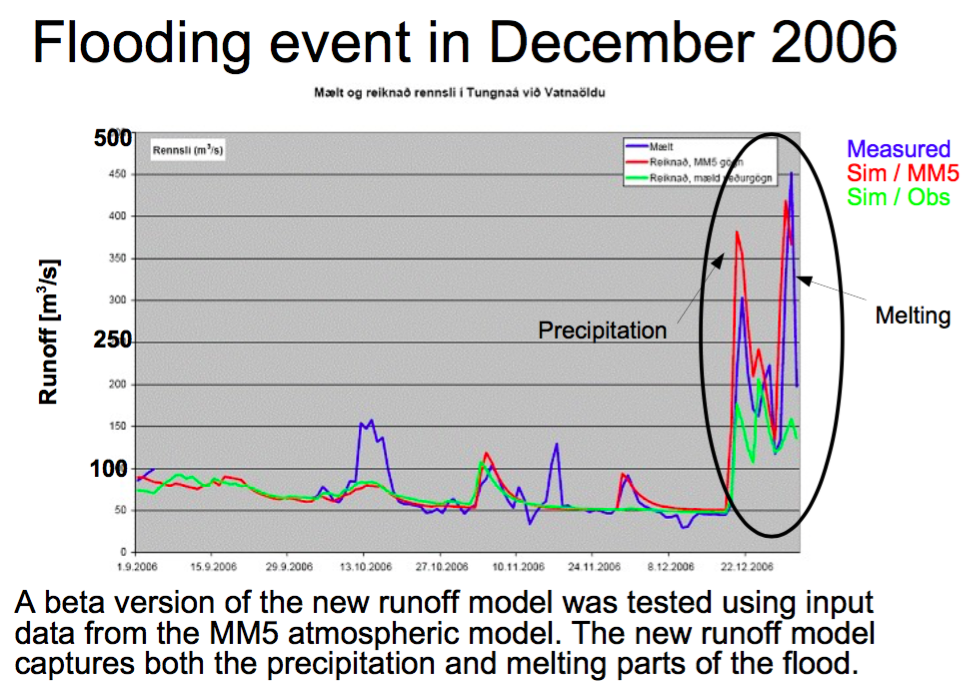 Flooding event in December 2006
Mælt og reiknað rennsli í Tungnaá við Vatnaöldu
Rennsli (m³/s)
Mælt
Reiknað, MM5 gögn
Reiknað, mæld veðurgögn
Measured
Sim / MM5
Sim / Obs
Runoff [m³/s]
500
450
400
350
300
250
200
150
100
50
0
Precipitation
Melting
1.9.2006 15.9.2006 29.9.2006 13.10.2006 27.10.2006 10.11.2006 24.11.2006 8.12.2006 22.12.2006
A beta version of the new runoff model was tested using input
data from the MM5 atmospheric model. The new runoff model
captures both the precipitation and melting parts of the flood.